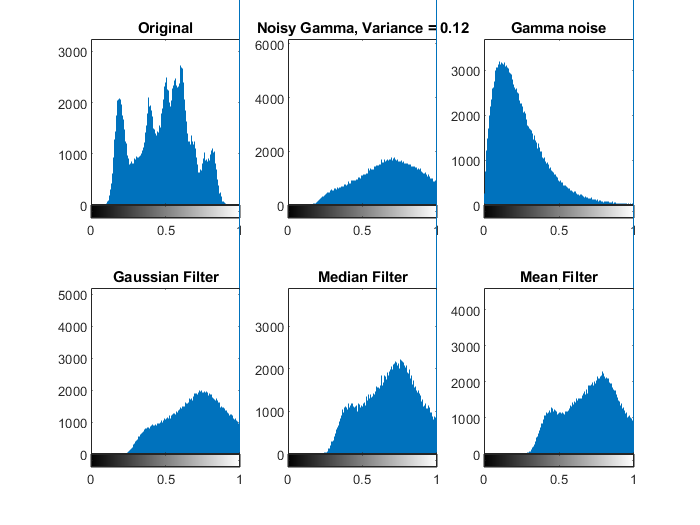 Original
3000
2000
1000
0
0 0.5 1
Noisy Gamma, Variance = 0.12
6000
4000
2000
0
0 0.5 1
Gamma noise
3000
2000
1000
0
0 0.5 1
Gaussian Filter
5000
4000
3000
2000
1000
0
0 0.5 1
Median Filter
3000
2000
1000
0
0 0.5 1
Mean Filter
4000
3000
2000
1000
0
0 0.5 1